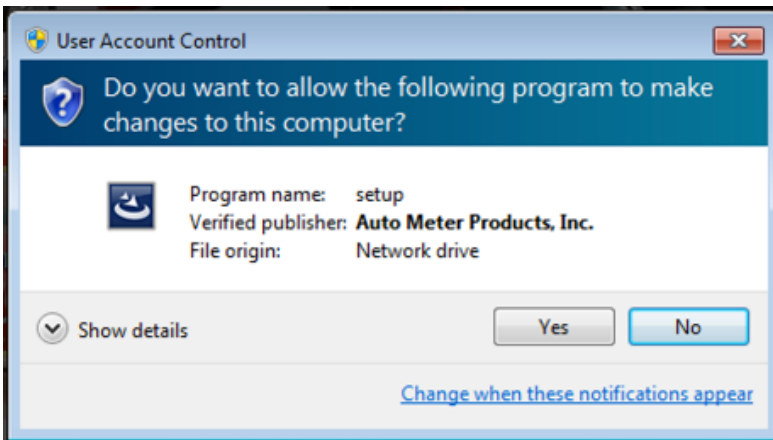 User Account Control
Do you want to allow the following program to make
changes to this computer?
Program name: setup
Verified publisher: Auto Meter Products, Inc.
File origin: Network drive
Show details
Yes
No
Change when these notifications appear